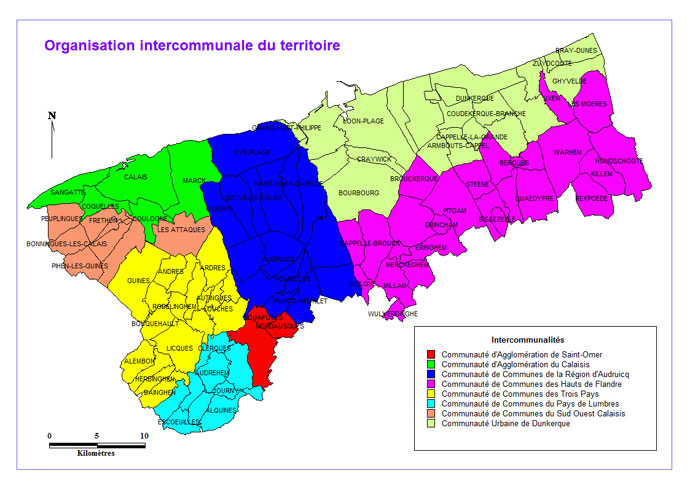 Organisation intercommunale du territoire
N
BRAY-DUNES
ZUYDCOOTE
GHYVELDE
LES MOERES
DUNKERQUE
COUDEKERQUE-BRANCHE
LOON-PLAGE
CAPPELLE-LA-GRANDE
ARMBOUTS-CAPPEL
OYE-PLAGE
CRAYWICK
WARHEM
HONDSCHOOTE
BERGUES
KILLEM
CALAIS
MARCK
BROUCKERQUE
STEENE
SANGATTE
BOURBOURG
QUAEDYPRE
REXPOEDE
COQUELLES
PEUPLINGUES
FRETHUN
COULOGNE
PITGAM
LES ATTAQUES
DRINCHAM
BONNINGUES-LES-CALAIS
CAPPELLE-BROUCK
ERINGHEM
PIHEN-LES-GUINES
ANDRES
ARDRES
MERCKEGHEM
GUINES
MILLAM
AUTINGUES
RODELINGHEM
LOUCHES
WULVERDINGHE
BOUQUEHAULT
NORDAUSQUES
LICQUES
CLERQUES
ALEMBON
AUDREHEM
HERBINGHEN
JOURNY
BAINGHEN
ALQUINES
ESCOEUILLES
Intercommunalités
Communauté d'Agglomération de Saint-Omer
Communauté d'Agglomération du Calaisis
Communauté de Communes de la Région d'Audruicq
Communauté de Communes des Hauts de Flandre
Communauté de Communes des Trois Pays
Communauté de Communes du Pays de Lumbres
Communauté de Communes du Sud Ouest Calaisis
Communauté Urbaine de Dunkerque
0 5 10
Kilomètres